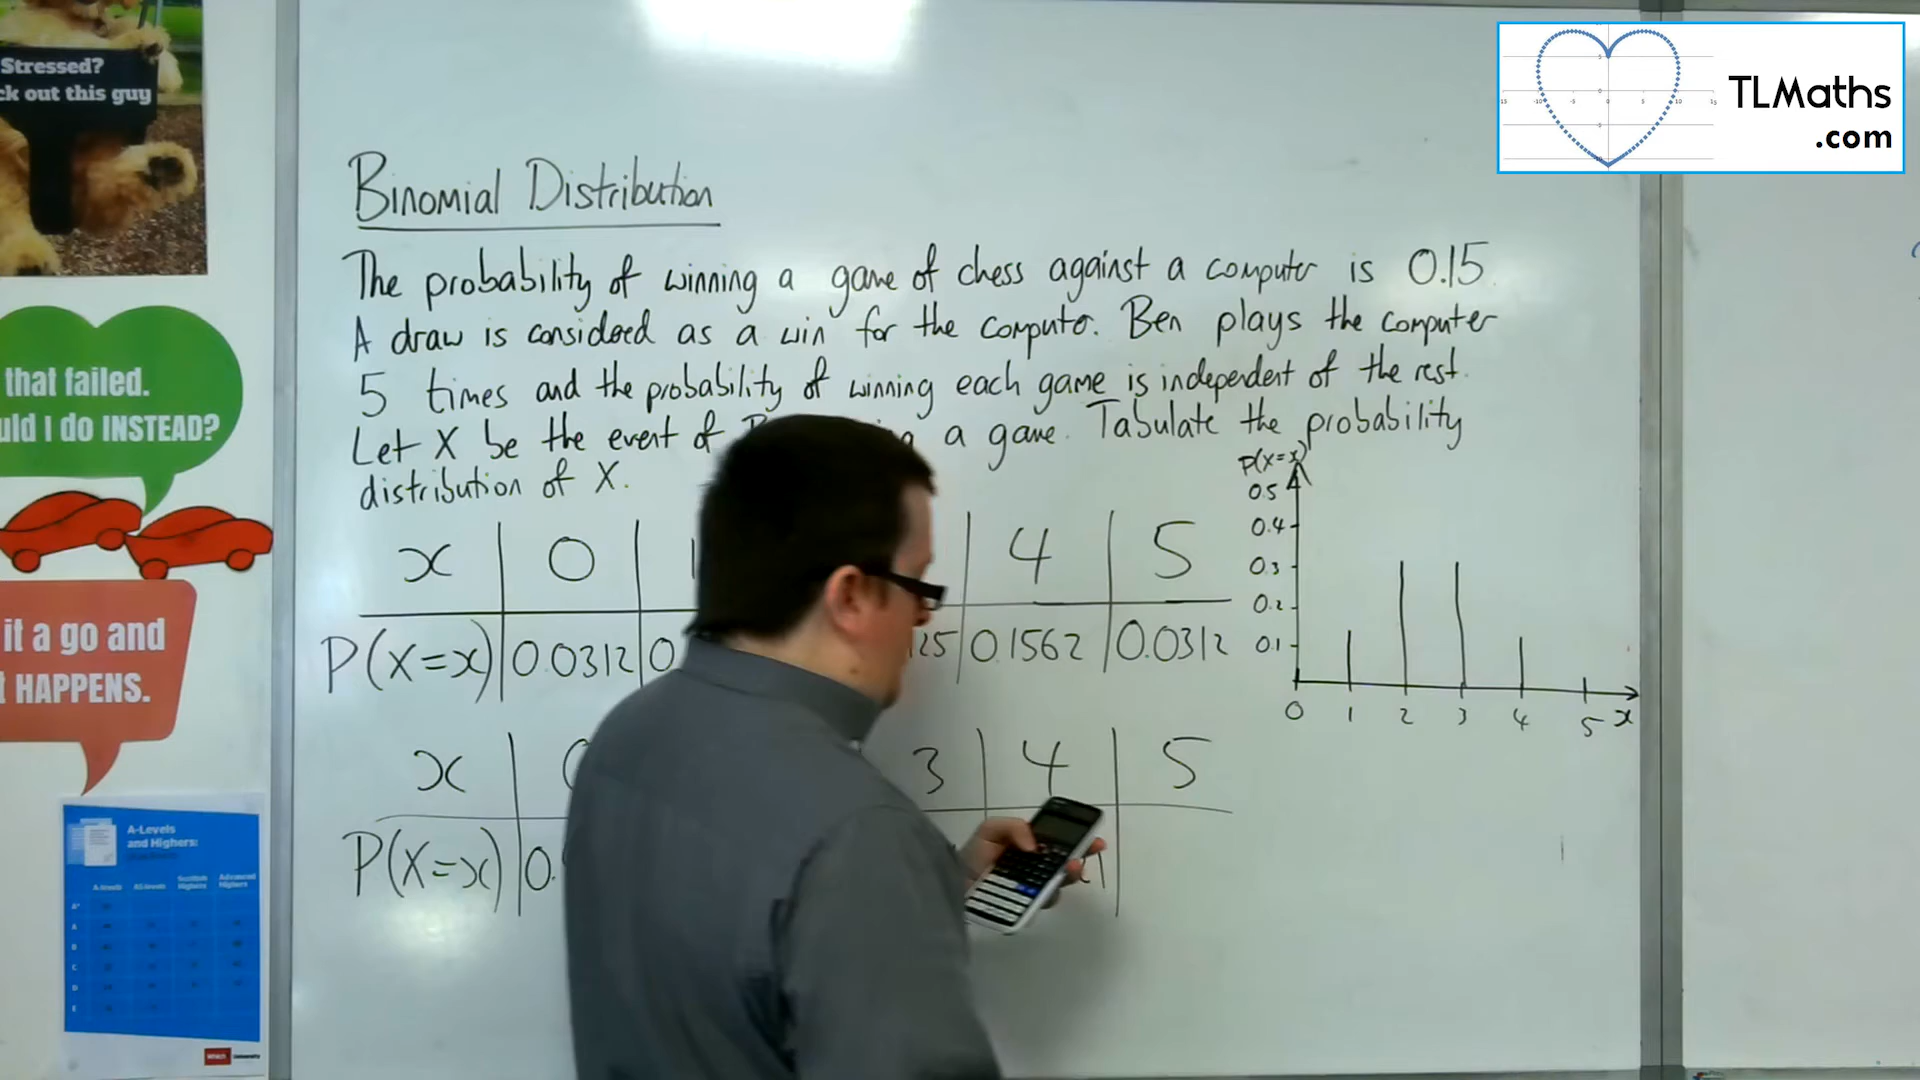 Stressed?
ck out this guy
TLMaths
.com
Binomial Distribution
The probability of winning a game of chess against a computer is 0.15.
A draw is considered as a win for the computer. Ben plays the computer
5 times and the probability of winning each game is independent of the rest.
Let X be the event of a game. Tabulate the probability
distribution of X.
x 0 1 4 5
P(X=x) 0.0312 0 125 0.1562 0.0312
P(X=x)
0.5
0.4
0.3
0.2
0.1
0 1 2 3 4 5 x
x 3 4 5
P(X=x) 0.
that failed.
uld I do INSTEAD?
it a go and
t HAPPENS.
A-Levels
and Highers: